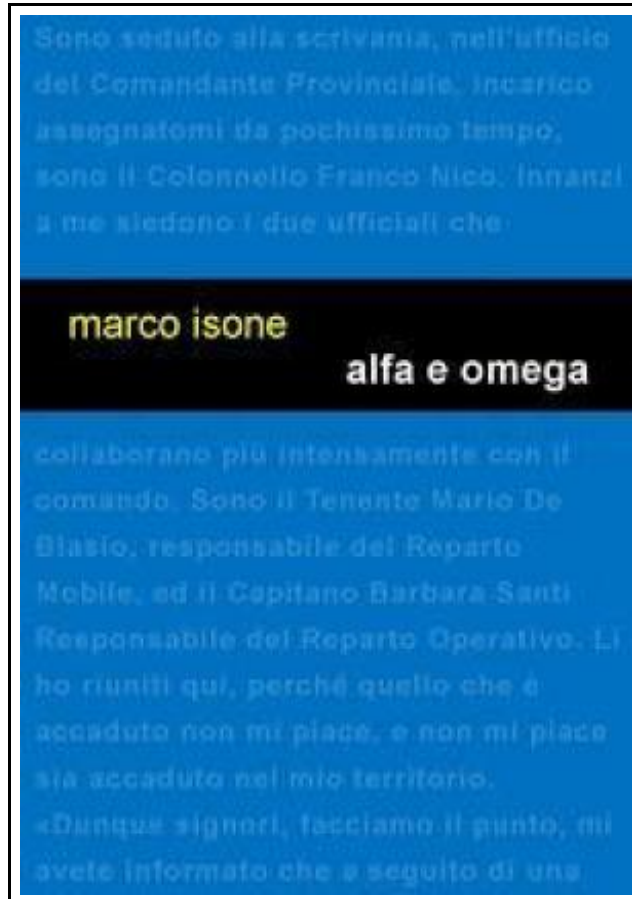 Sono seduto alla scrivania, nell'ufficio
del Comandante Provinciale, incarico
assegnatomi da pochissimo tempo,
sono il Colonnello Franco Nico. Innanzi
a me siedono i due ufficiali che
marco isone
alfa e omega
collaborano più intensamente con il
comando. Sono il Tenente Mario De
Blasio, responsabile del Reparto
Mobile, ed il Capitano Barbara Santi
Responsabile del Reparto Operativo. Li
ho riuniti qui, perché quello che è
accaduto non mi piace, e non mi piace
sia accaduto nel mio territorio.
«Dunque signori, facciamo il punto, mi
avete informato che a seguito di una